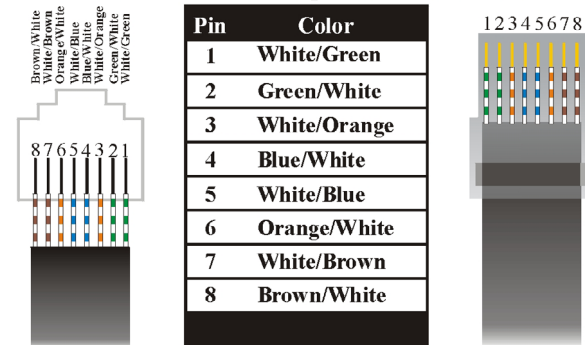 Brown/White
White/Brown
Orange/White
White/Blue
Blue/White
White/Orange
Green/White
White/Green
8 7 6 5 4 3 2 1
Pin Color
1 White/Green
2 Green/White
3 White/Orange
4 Blue/White
5 White/Blue
6 Orange/White
7 White/Brown
8 Brown/White
1 2 3 4 5 6 7 8